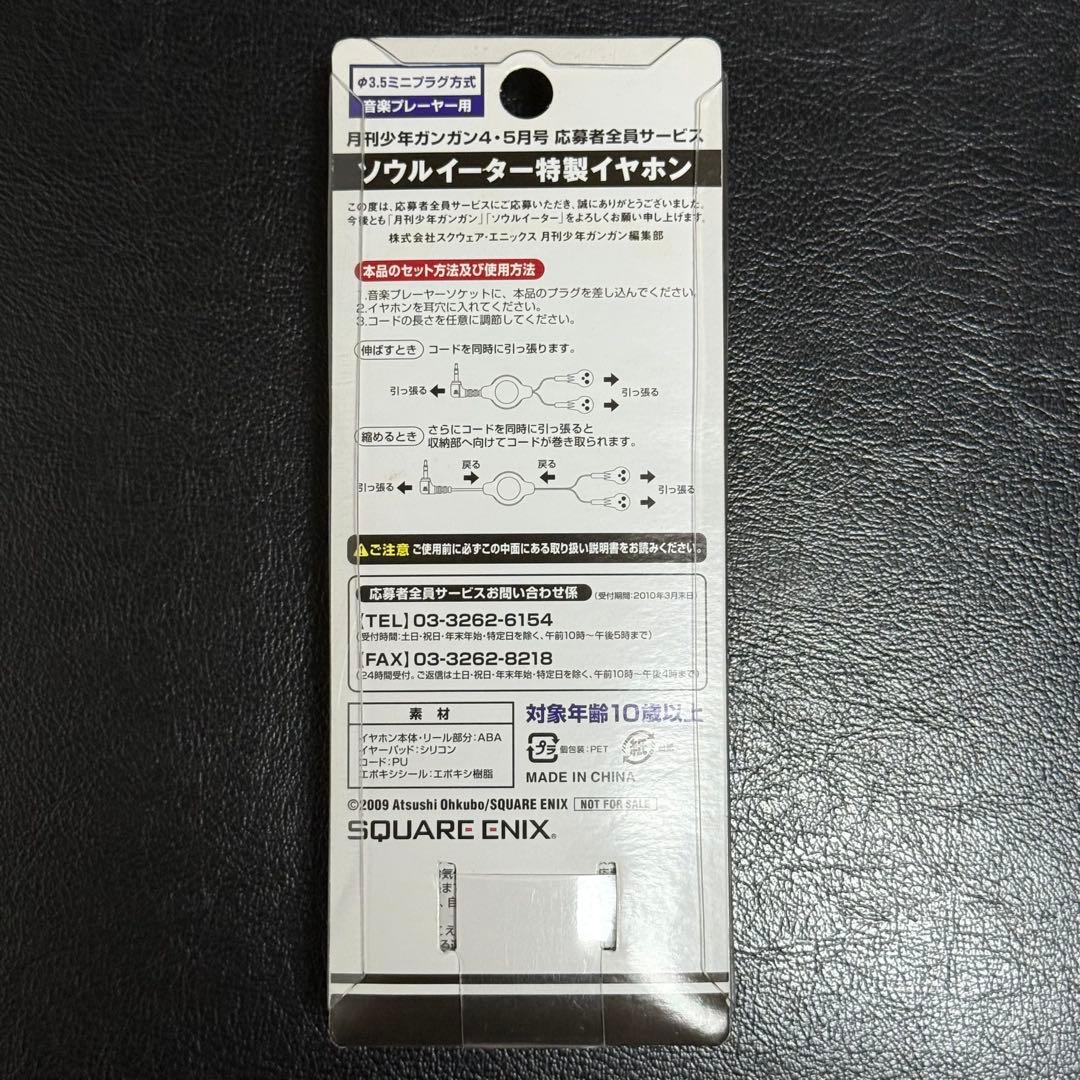 φ3.5ミニプラグ方式
音楽プレーヤー用
月刊少年ガンガン4・5月号 応募者全員サービス
ソウルイーター特製イヤホン
この度は、応募者全員サービスにご応募いただき、誠にありがとうございました。
今後とも「月刊少年ガンガン」「ソウルイーター」をよろしくお願い申し上げます。
株式会社スクウェア・エニックス 月刊少年ガンガン編集部
本品のセット方法及び使用方法
1.音楽プレーヤーソケットに、本品のプラグを差し込んでください。
2.イヤホンを耳穴に入れてください。
3.コードの長さを任意に調節してください。
伸ばすとき コードを同時に引っ張ります。
引っ張る 引っ張る
縮めるとき さらにコードを同時に引っ張ると
収納部へ向けてコードが巻き取られます。
戻る 戻る
引っ張る 引っ張る
ご注意 ご使用前に必ずこの中面にある取り扱い説明書をお読みください。
応募者全員サービスお問い合わせ係 (受付期間:2010年3月末日)
【TEL】03-3262-6154
(受付時間:土日・祝日・年末年始・特定日を除く、午前10時〜午後5時まで)
【FAX】03-3262-8218
(24時間受付。ご返信は土日・祝日・年末年始・特定日を除く、午前10時〜午後4時まで)
素 材
イヤホン本体・リール部分:ABA
イヤーパッド:シリコン
コード:PU
エポキシシール:エポキシ樹脂
対象年齢10歳以上
プラ 個包装:PET 紙
MADE IN CHINA
©2009 Atsushi Ohkubo/SQUARE ENIX NOT FOR SALE
SQUARE ENIX